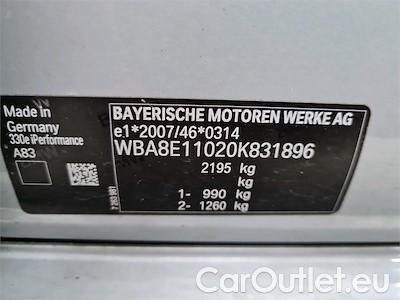 Made in
Germany
330e iPerformance
A83
BAYERISCHE MOTOREN WERKE AG
e1*2007/46*0314
WBA8E11020K831896
2195 kg
kg
1- 990 kg
2- 1260 kg
CarOutlet.eu